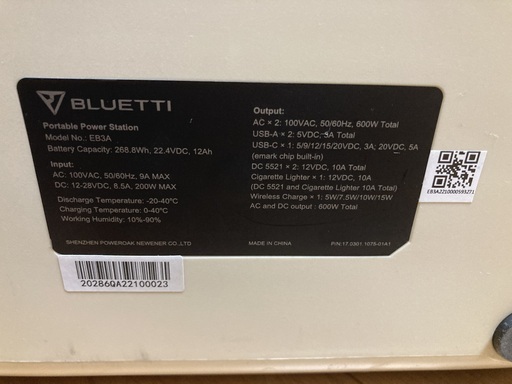 BLUETTI
Portable Power Station
Model No.: EB3A
Battery Capacity: 268.8Wh, 22.4VDC, 12Ah
Input:
AC: 100VAC, 50/60Hz, 9A MAX
DC: 12-28VDC, 8.5A, 200W MAX
Discharge Temperature: -20-40°C
Charging Temperature: 0-40°C
Working Humidity: 10%-90%
SHENZHEN POWEROAK NEWENER CO.,LTD
Output:
AC × 2: 100VAC, 50/60Hz, 600W Total
USB-A × 2: 5VDC, 3A Total
USB-C × 1: 5/9/12/15/20VDC, 3A; 20VDC, 5A
(emark chip built-in)
DC 5521 × 2: 12VDC, 10A Total
Cigarette Lighter × 1: 12VDC, 10A
(DC 5521 and Cigarette Lighter 10A Total)
Wireless Charge × 1: 5W/7.5W/10W/15W
AC and DC output : 600W Total
MADE IN CHINA
P/N:17.0301.1076-01A1
EB3A2210000593271
20286QA22100023